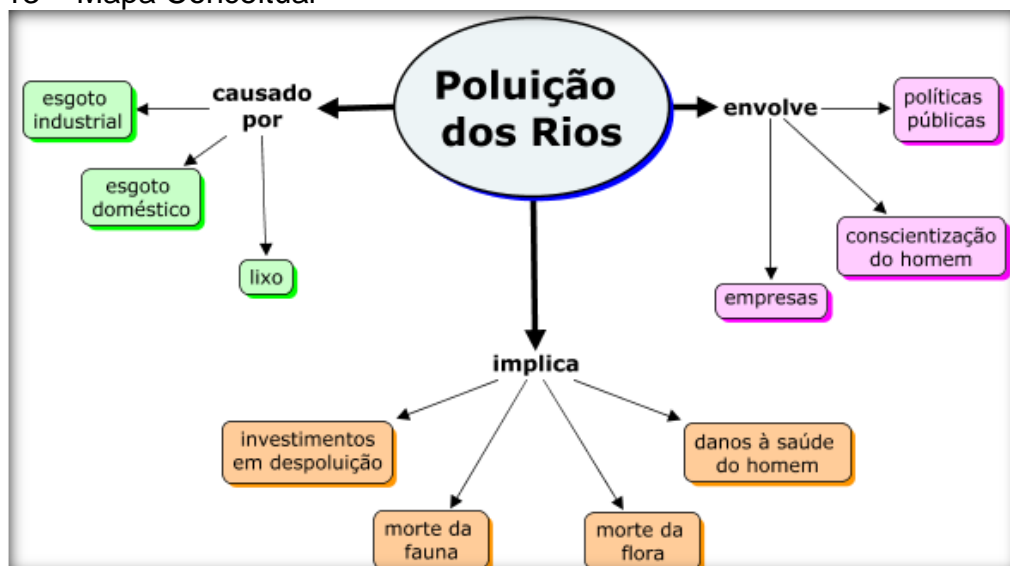 Mapa Conceitual
Poluição
dos Rios
causado
por
esgoto
industrial
esgoto
doméstico
lixo
envolve
políticas
públicas
conscientização
do homem
empresas
implica
investimentos
em despoluição
morte da
fauna
morte da
flora
danos à saúde
do homem